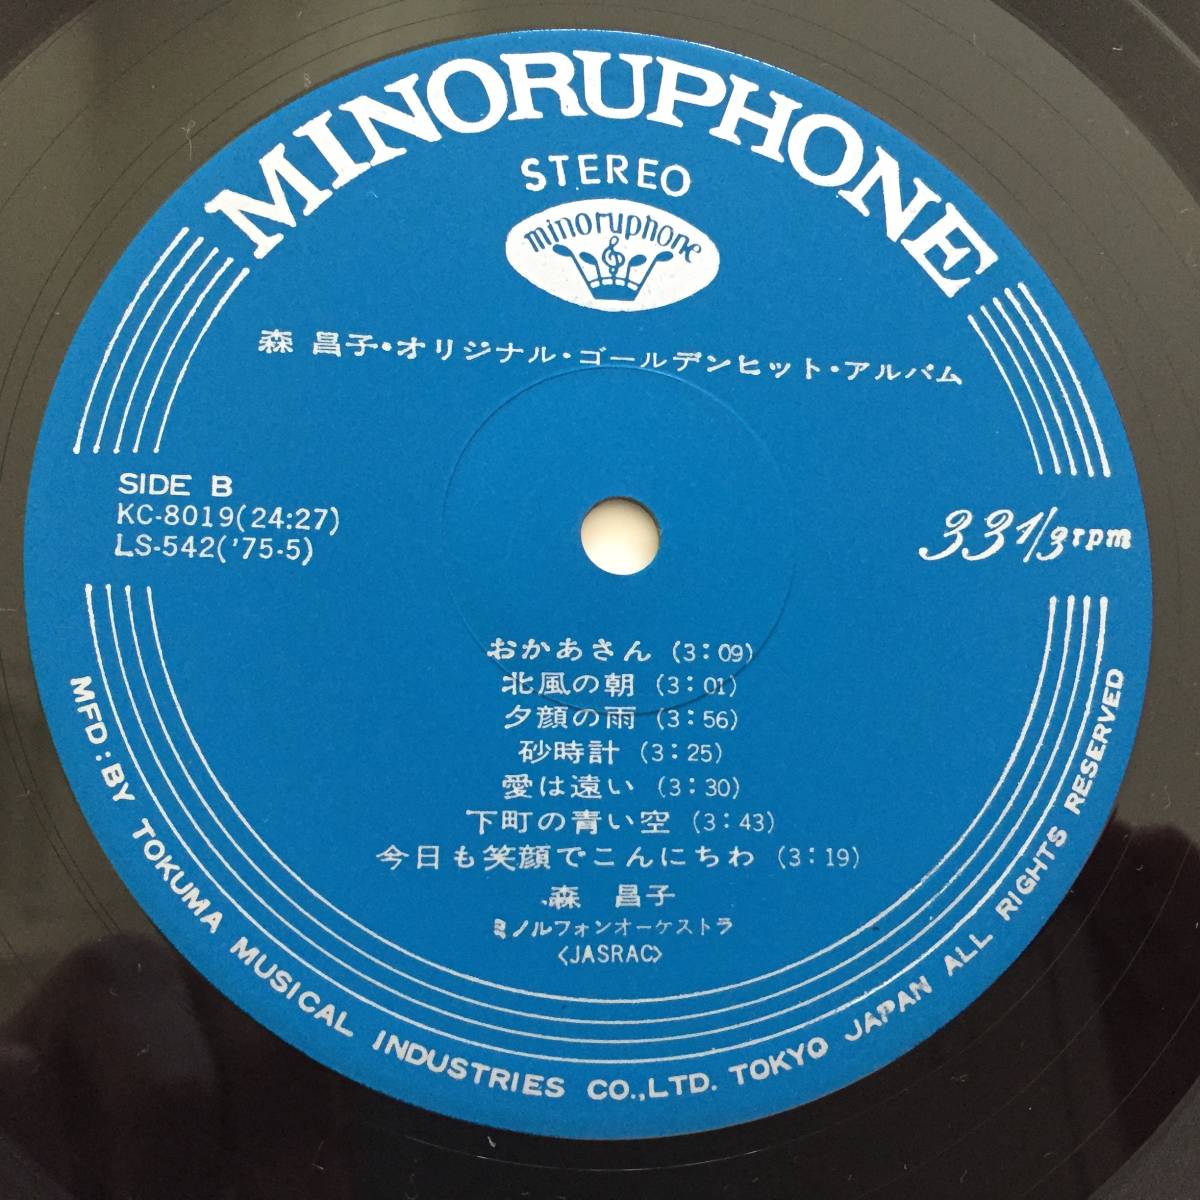 MINORUPHONE
STEREO
minoruphone
森 昌子・オリジナル・ゴールデンヒット・アルバム
SIDE B
KC-8019(24:27)
LS-542('75-5)
33 1/3 rpm
おかあさん (3:09)
北風の朝 (3:01)
夕顔の雨 (3:56)
砂時計 (3:25)
愛は遠い (3:30)
下町の青い空 (3:43)
今日も笑顔でこんにちわ (3:19)
森 昌子
ミノルフォンオーケストラ
〈JASRAC〉
MFD: BY TOKUMA MUSICAL INDUSTRIES CO.,LTD. TOKYO JAPAN ALL RIGHTS RESERVED